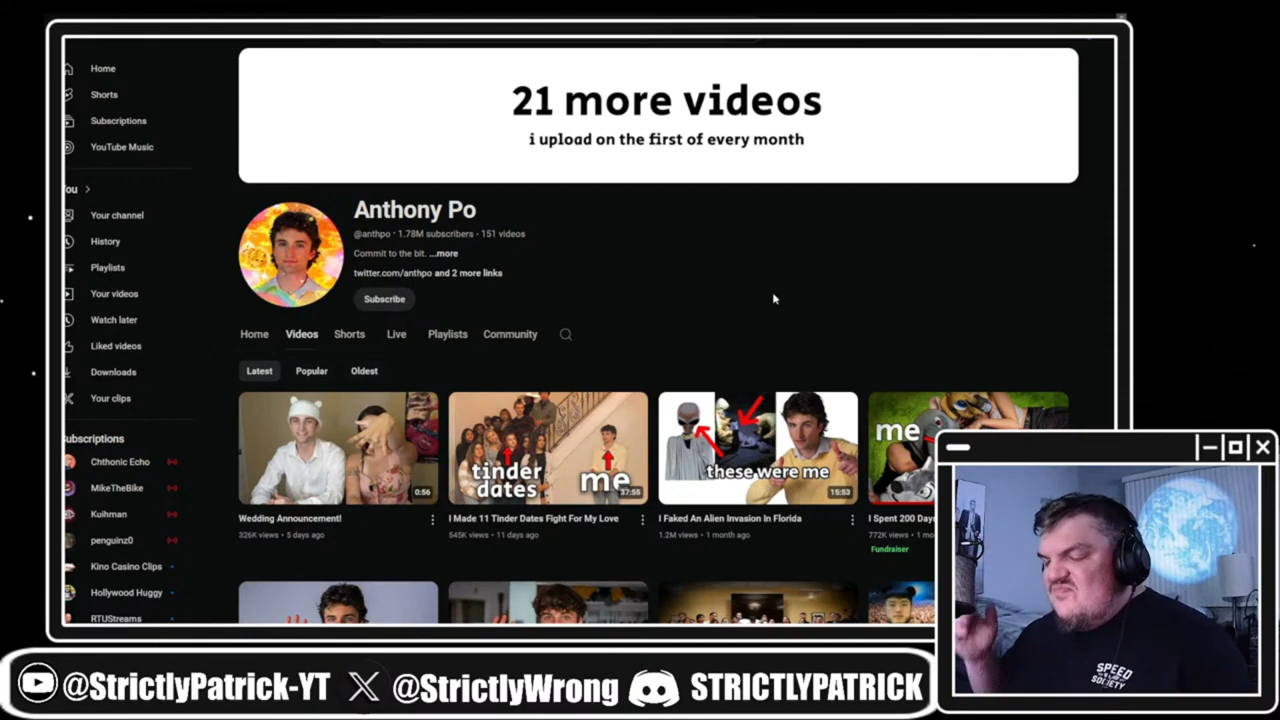 21 more videos
i upload on the first of every month
Home
Shorts
Subscriptions
YouTube Music
You
Your channel
History
Playlists
Your videos
Watch later
Liked videos
Downloads
Your clips
Subscriptions
Chthonic Echo
MikeTheBike
Kuihman
penguinz0
Kino Casino Clips
Hollywood Huggy
RTUStreams
Anthony Po
@anthpo · 1.78M subscribers · 151 videos
Commit to the bit. ...more
twitter.com/anthpo and 2 more links
Subscribe
Home Videos Shorts Live Playlists Community
Latest Popular Oldest
0:56
Wedding Announcement!
326K views · 5 days ago
tinder dates
me
37:55
I Made 11 Tinder Dates Fight For My Love
545K views · 11 days ago
these were me
15:53
I Faked An Alien Invasion In Florida
1.2M views · 1 month ago
me
I Spent 200 Days
772K views · 1 mo
Fundraiser
SPEED
SOCIETY
@StrictlyPatrick-YT X @StrictlyWrong STRICTLYPATRICK